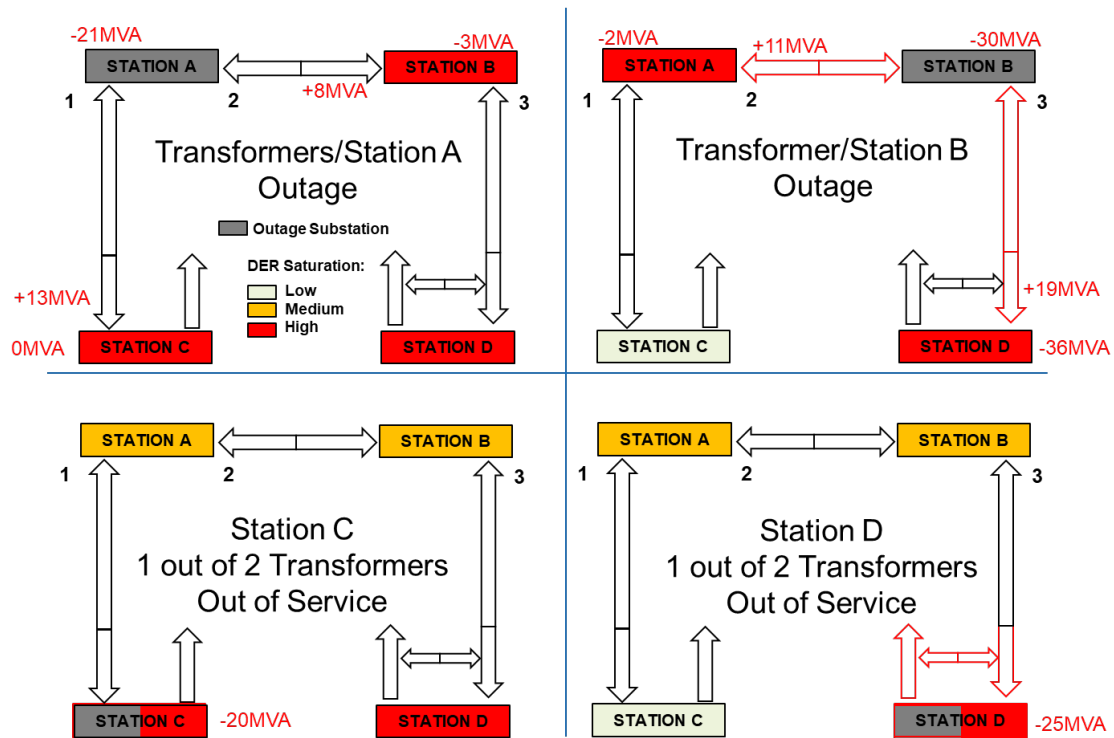 -21MVA
-3MVA
STATION A
STATION B
1
2
+8MVA
3
Transformers/Station A
Outage
Outage Substation
DER Saturation:
Low
Medium
High
+13MVA
0MVA
STATION C
STATION D
-2MVA
+11MVA
-30MVA
STATION A
STATION B
1
2
3
Transformer/Station B
Outage
+19MVA
STATION C
STATION D
-36MVA
STATION A
STATION B
1
2
3
Station C
1 out of 2 Transformers
Out of Service
STATION C
-20MVA
STATION D
STATION A
STATION B
1
2
3
Station D
1 out of 2 Transformers
Out of Service
STATION C
STATION D
-25MVA